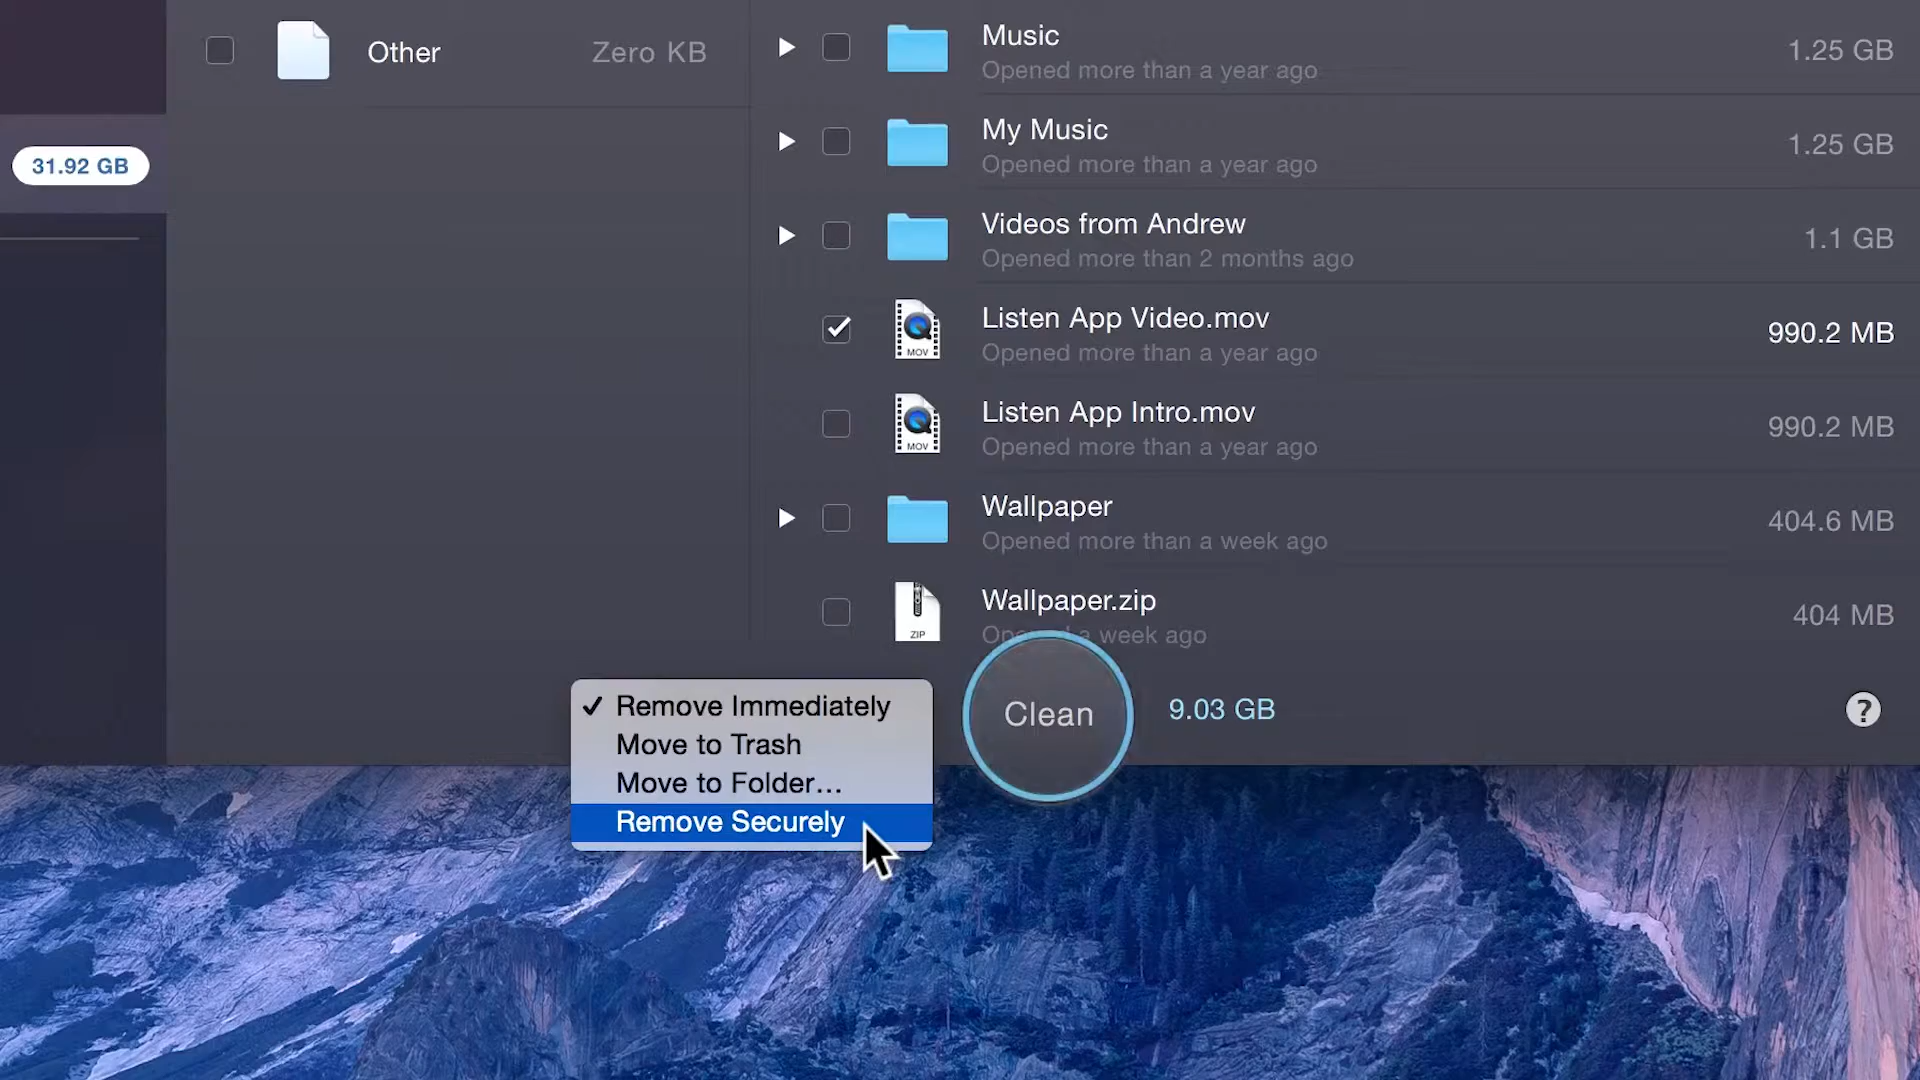 Other
Zero KB
31.92 GB
Music
Opened more than a year ago
1.25 GB
My Music
Opened more than a year ago
1.25 GB
Videos from Andrew
Opened more than 2 months ago
1.1 GB
MOV
Listen App Video.mov
Opened more than a year ago
990.2 MB
MOV
Listen App Intro.mov
Opened more than a year ago
990.2 MB
Wallpaper
Opened more than a week ago
404.6 MB
ZIP
Wallpaper.zip
a week ago
404 MB
✓ Remove Immediately
Move to Trash
Move to Folder...
Remove Securely
Clean
9.03 GB
?